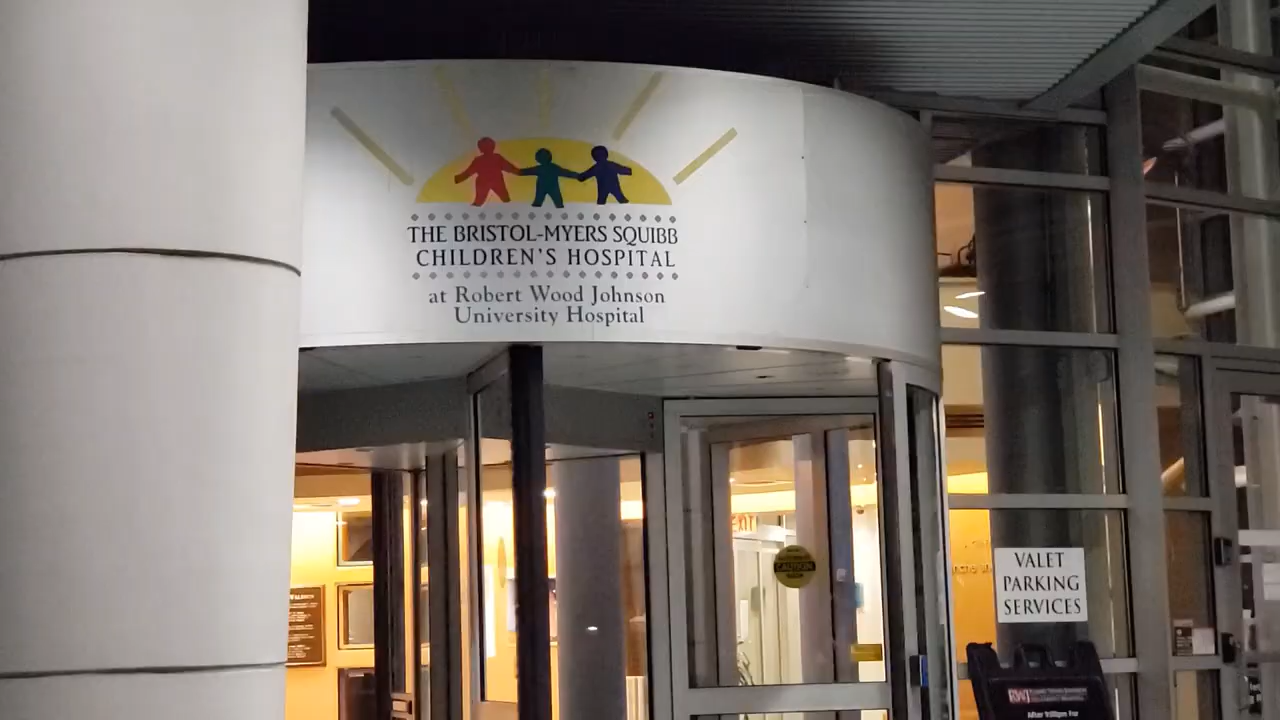 THE BRISTOL-MYERS SQUIBB
CHILDREN'S HOSPITAL
at Robert Wood Johnson
University Hospital
EXIT
CAUTION
VALET
PARKING
SERVICES
RWJ